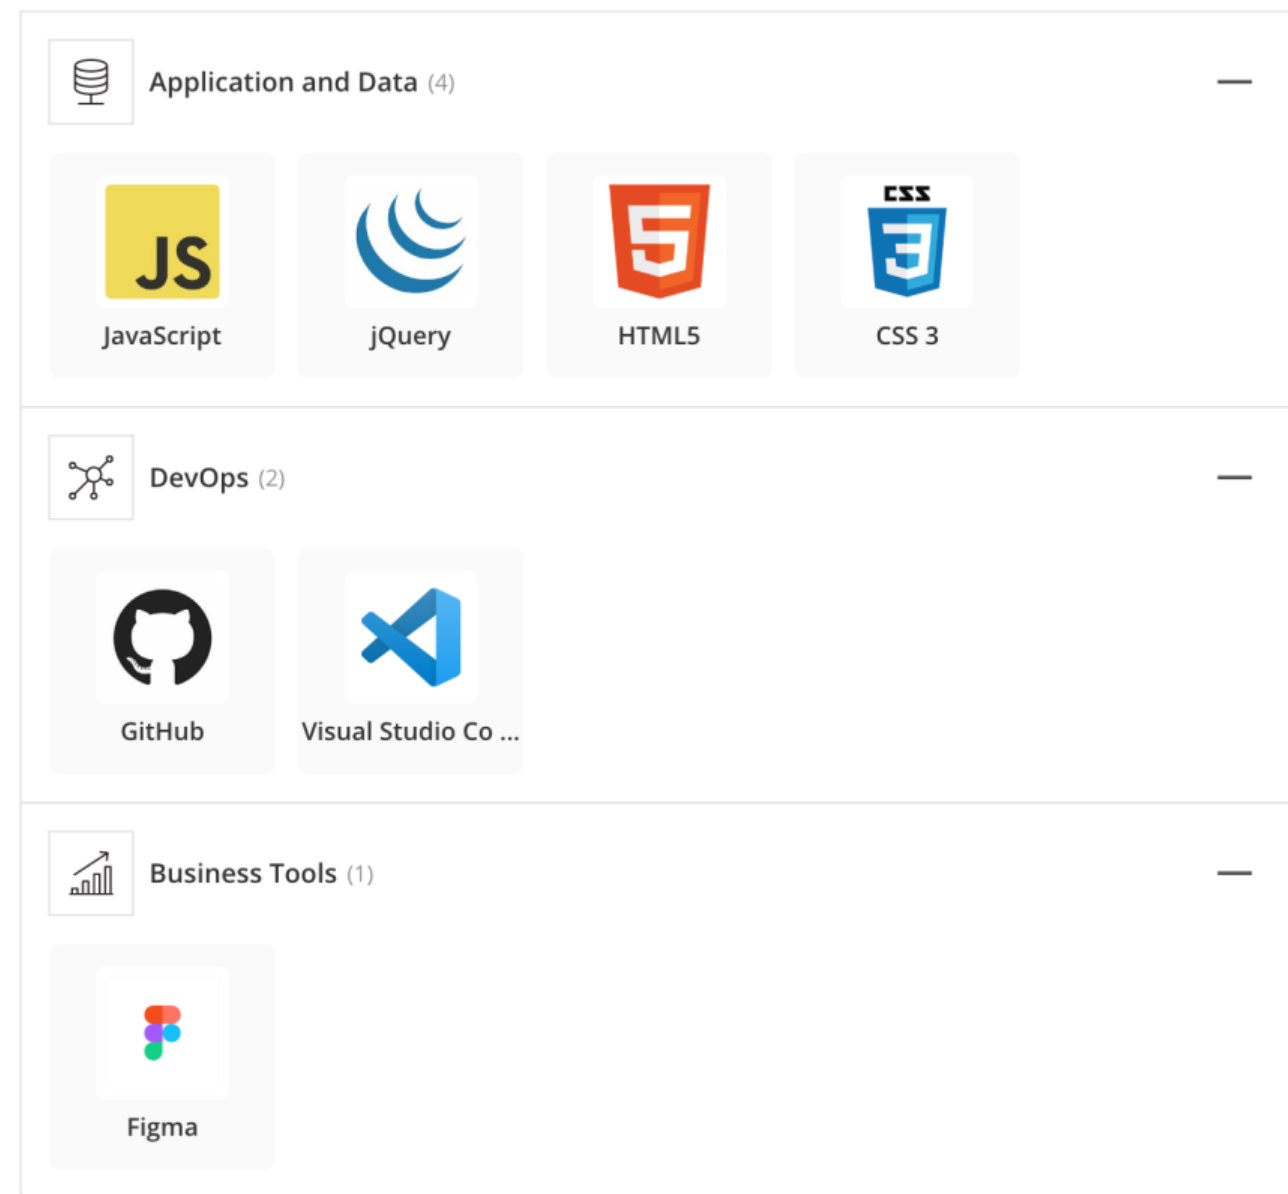 Application and Data (4)
JS
JavaScript
jQuery
5
HTML5
CSS
3
CSS 3
DevOps (2)
GitHub
Visual Studio Co ...
Business Tools (1)
Figma